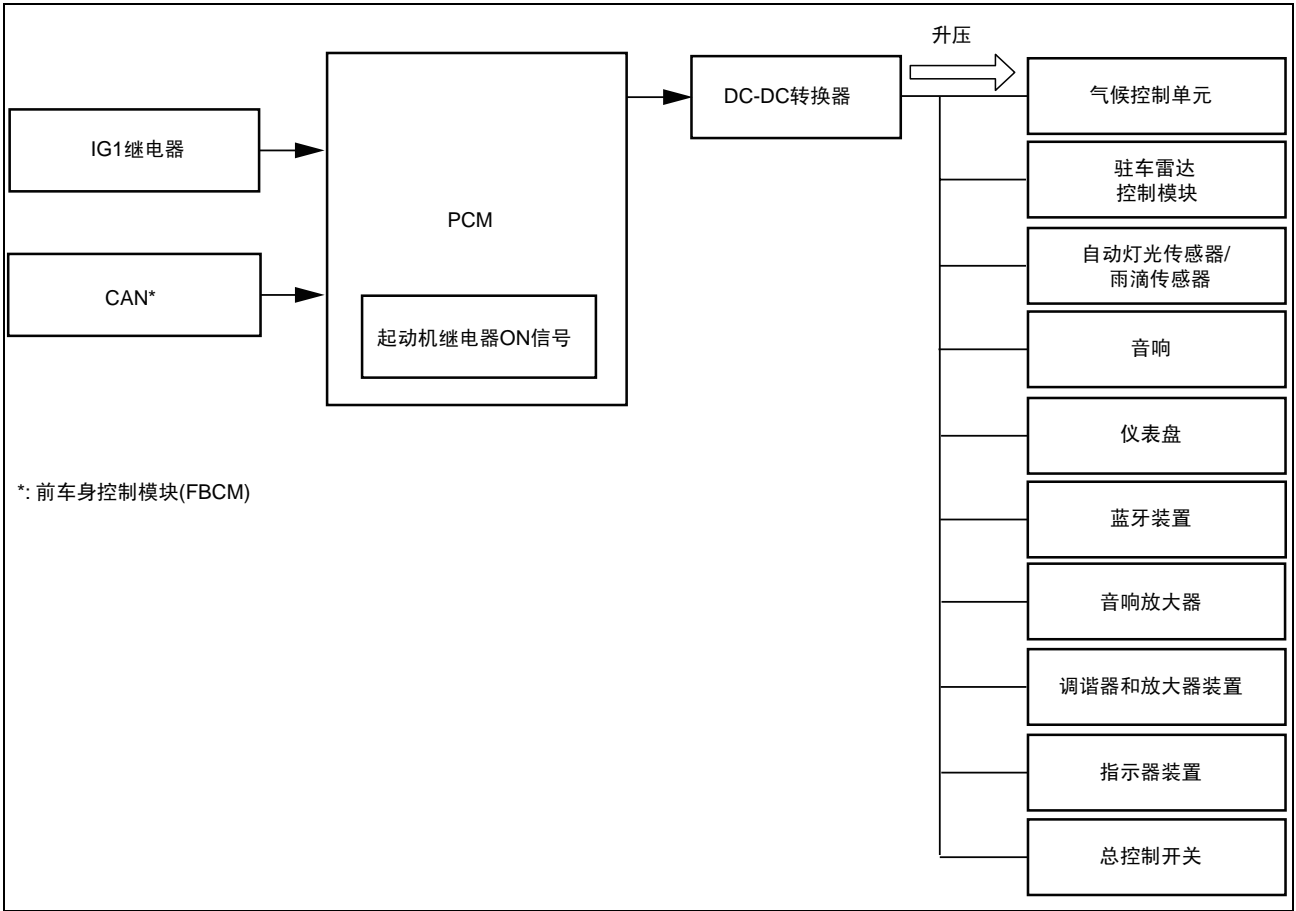 升压
IG1继电器
CAN*
PCM
起动机继电器ON信号
DC-DC转换器
气候控制单元
驻车雷达
控制模块
自动灯光传感器/
雨滴传感器
音响
仪表盘
蓝牙装置
音响放大器
调谐器和放大器装置
指示器装置
总控制开关
*: 前车身控制模块(FBCM)